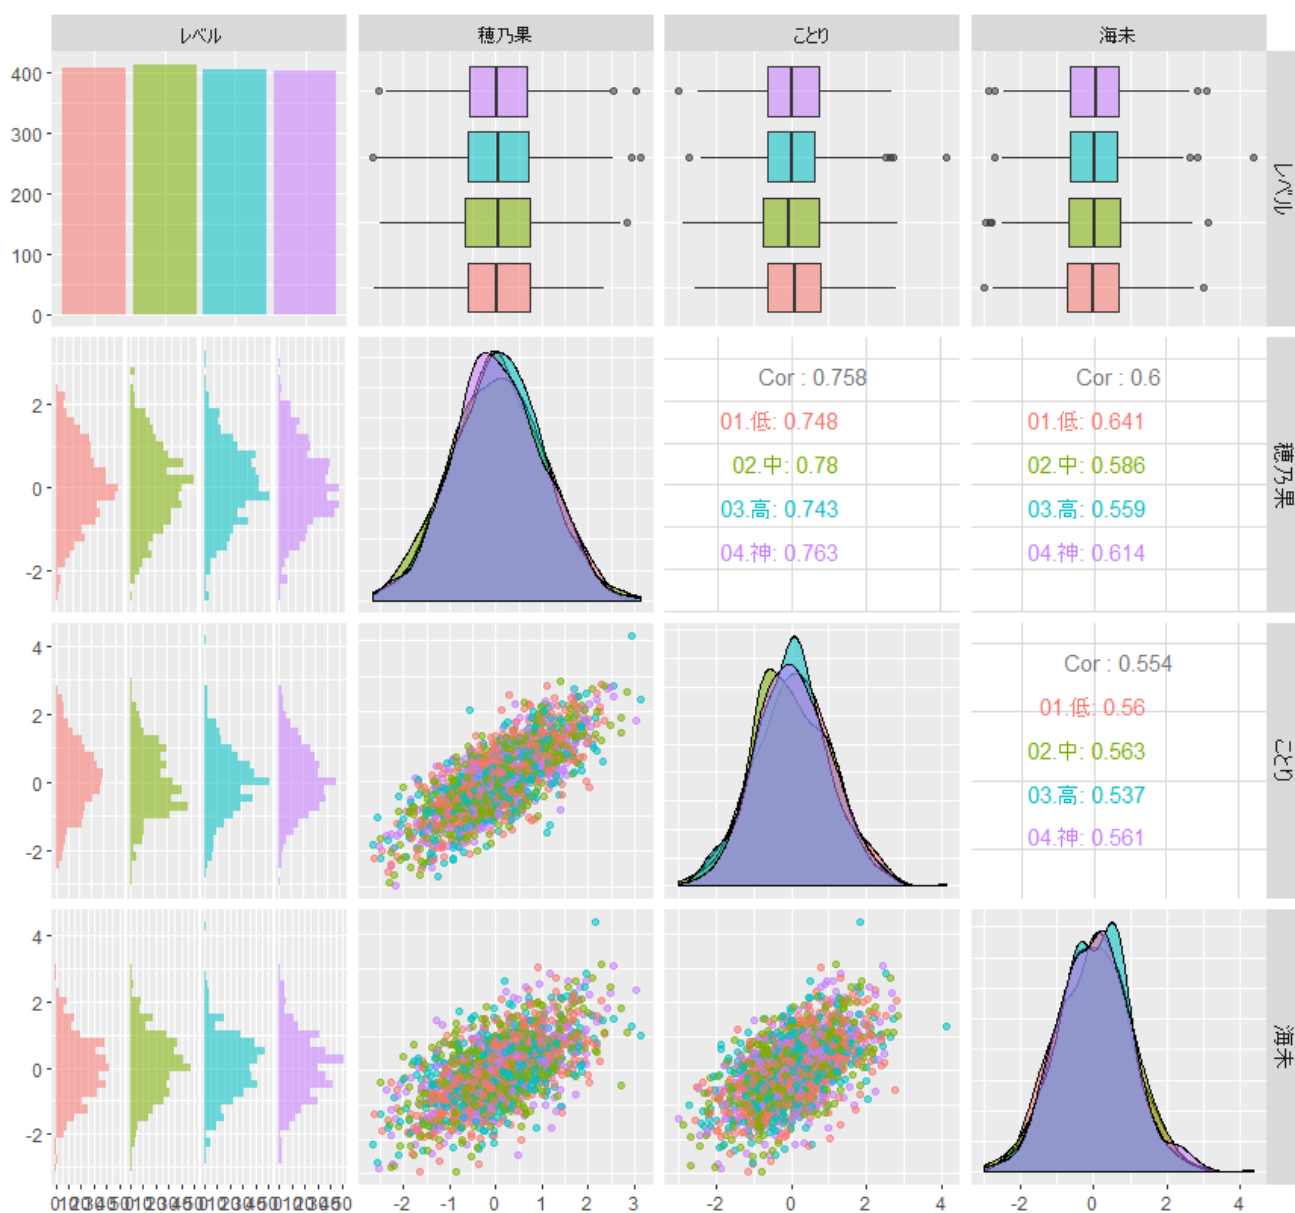 レベル 穂乃果 ことり 海未
400
300
200
100
0
レベル
2
0
-2
Cor : 0.758
01.低: 0.748
02.中: 0.78
03.高: 0.743
04.神: 0.763
Cor : 0.6
01.低: 0.641
02.中: 0.586
03.高: 0.559
04.神: 0.614
穂乃果
4
2
0
-2
Cor : 0.554
01.低: 0.56
02.中: 0.563
03.高: 0.537
04.神: 0.561
ことり
4
2
0
-2
海未
-2 -1 0 1 2 3
-2 0 2 4
-2 0 2 4